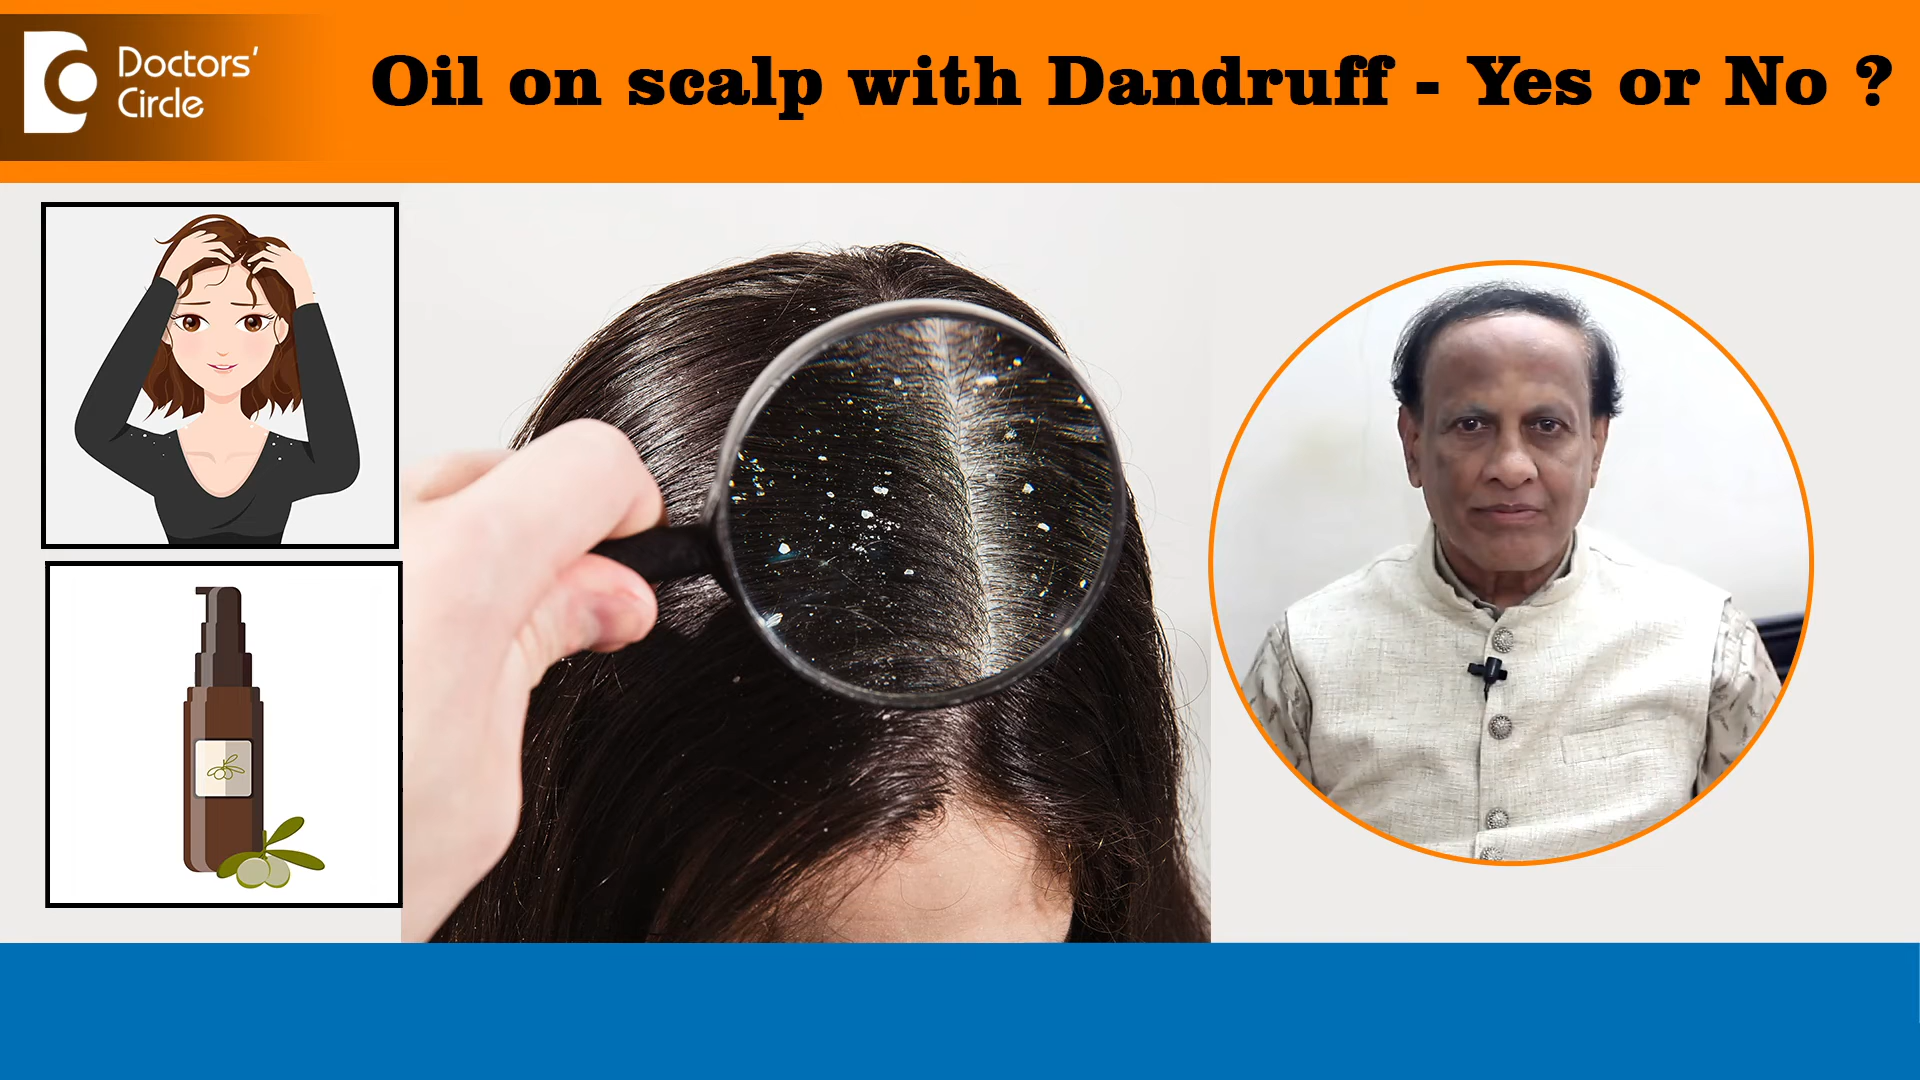 Doctors'
Circle
Oil on scalp with Dandruff - Yes or No ?